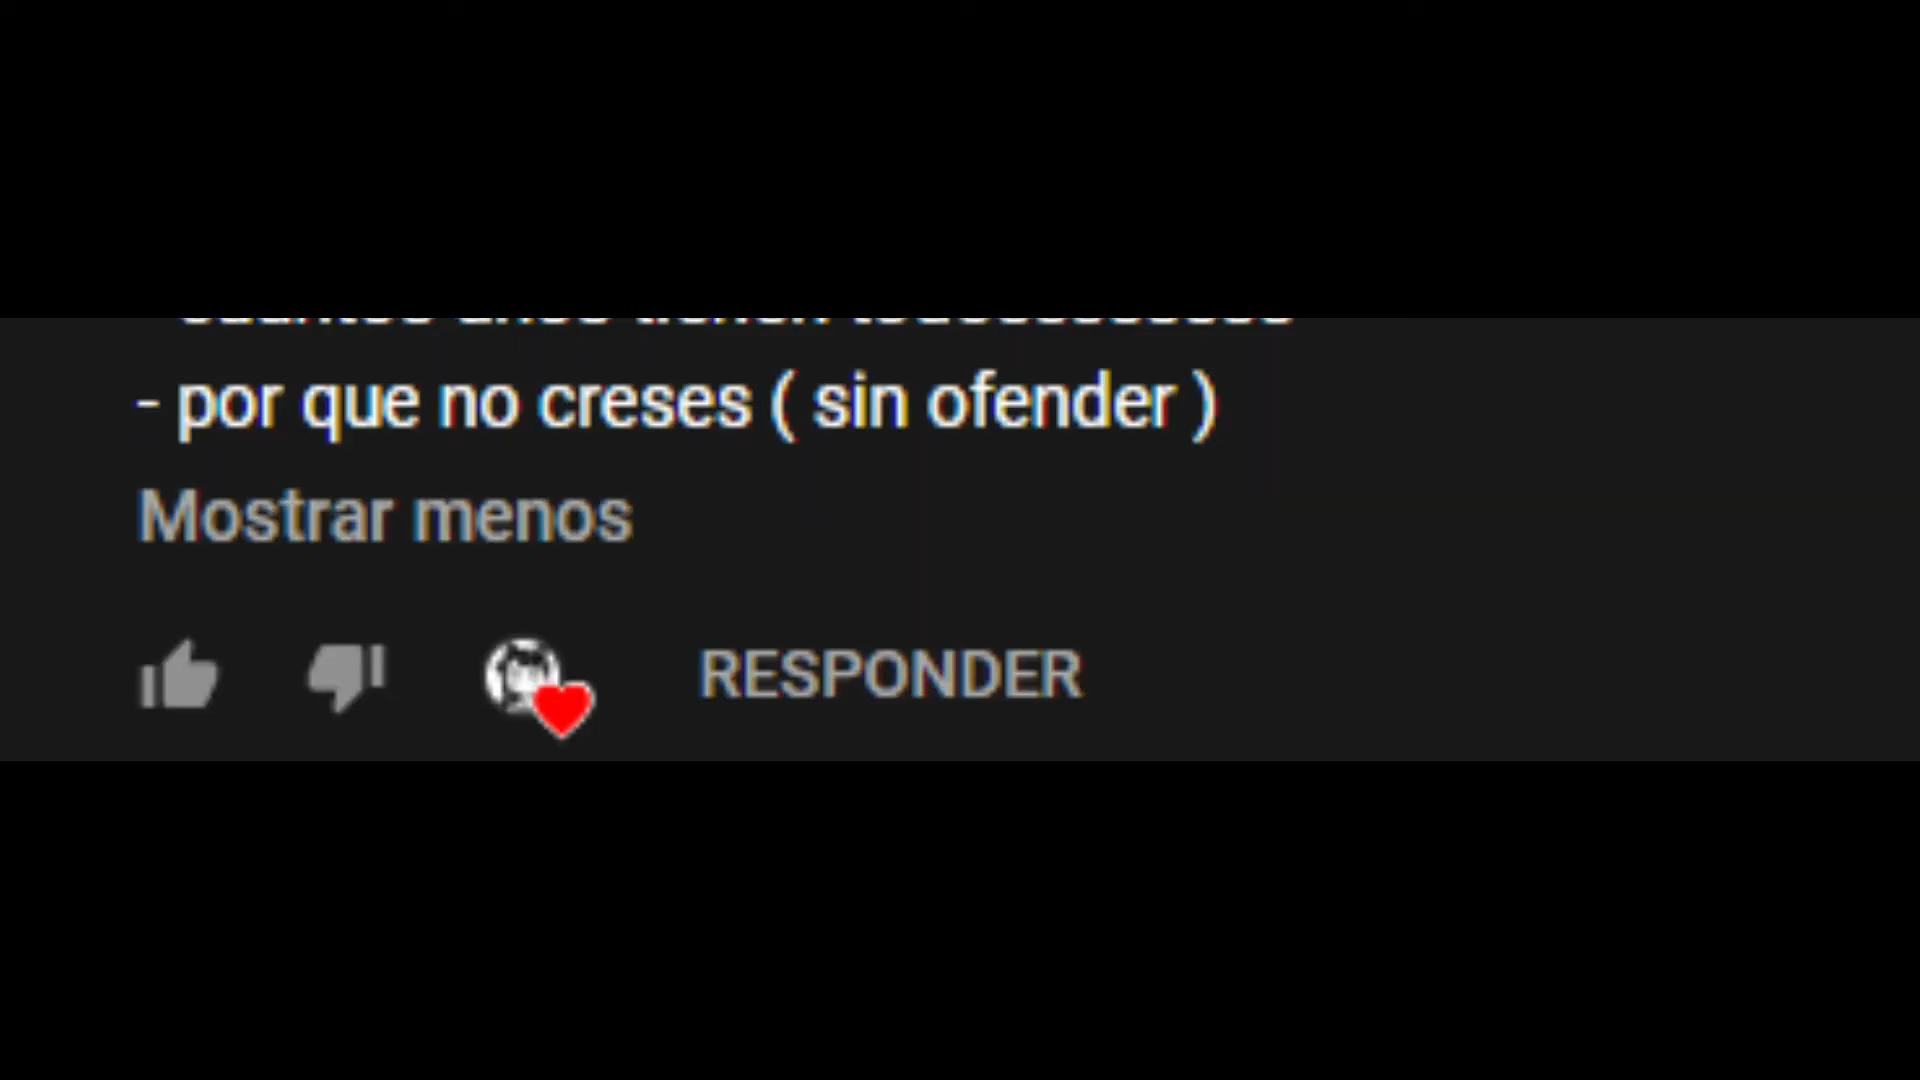 - por que no creses ( sin ofender )
Mostrar menos
RESPONDER